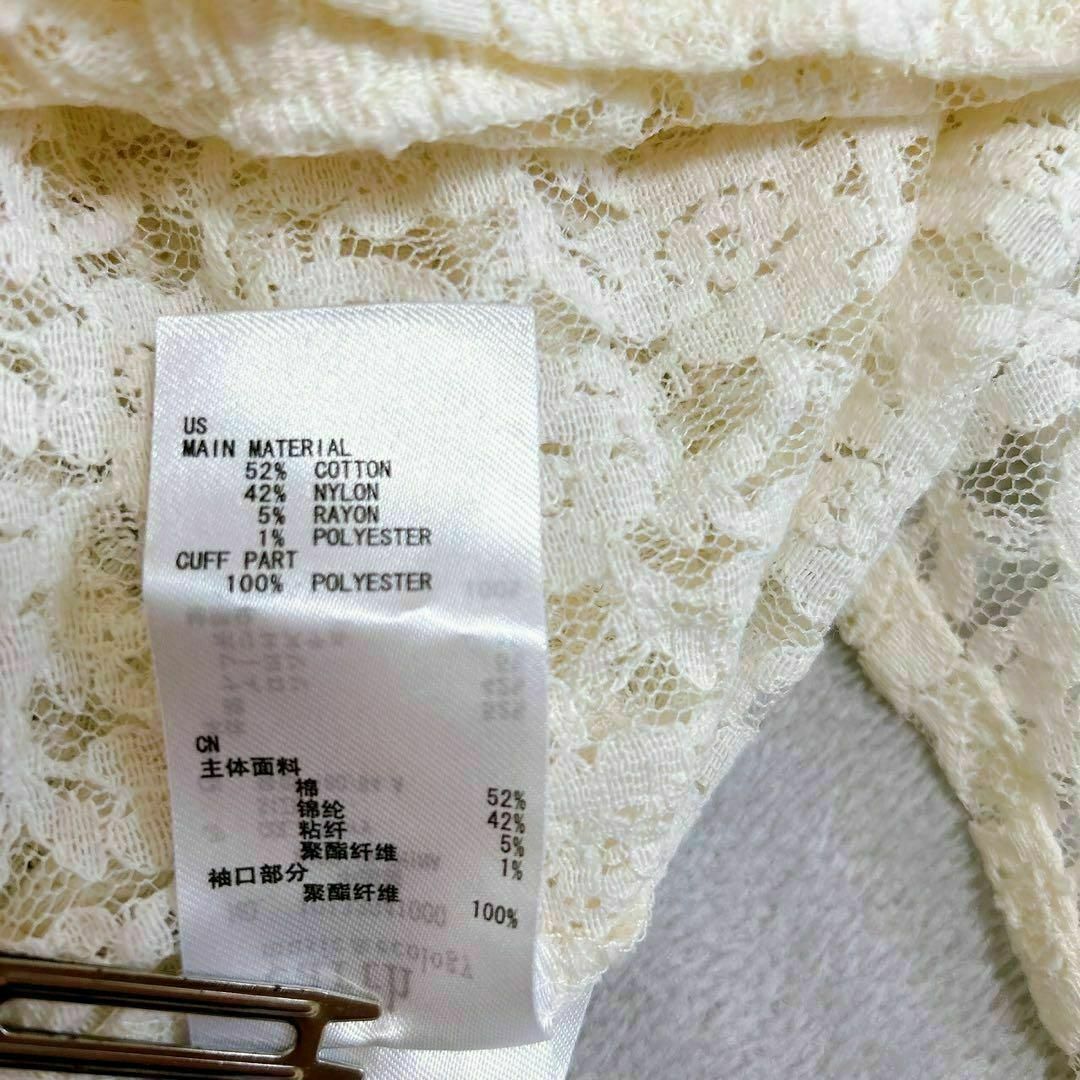 US
MAIN MATERIAL
52% COTTON
42% NYLON
5% RAYON
1% POLYESTER
CUFF PART
100% POLYESTER
CN
主体面料
棉 52%
锦纶 42%
粘纤 5%
聚酯纤维 1%
袖口部分
聚酯纤维 100%